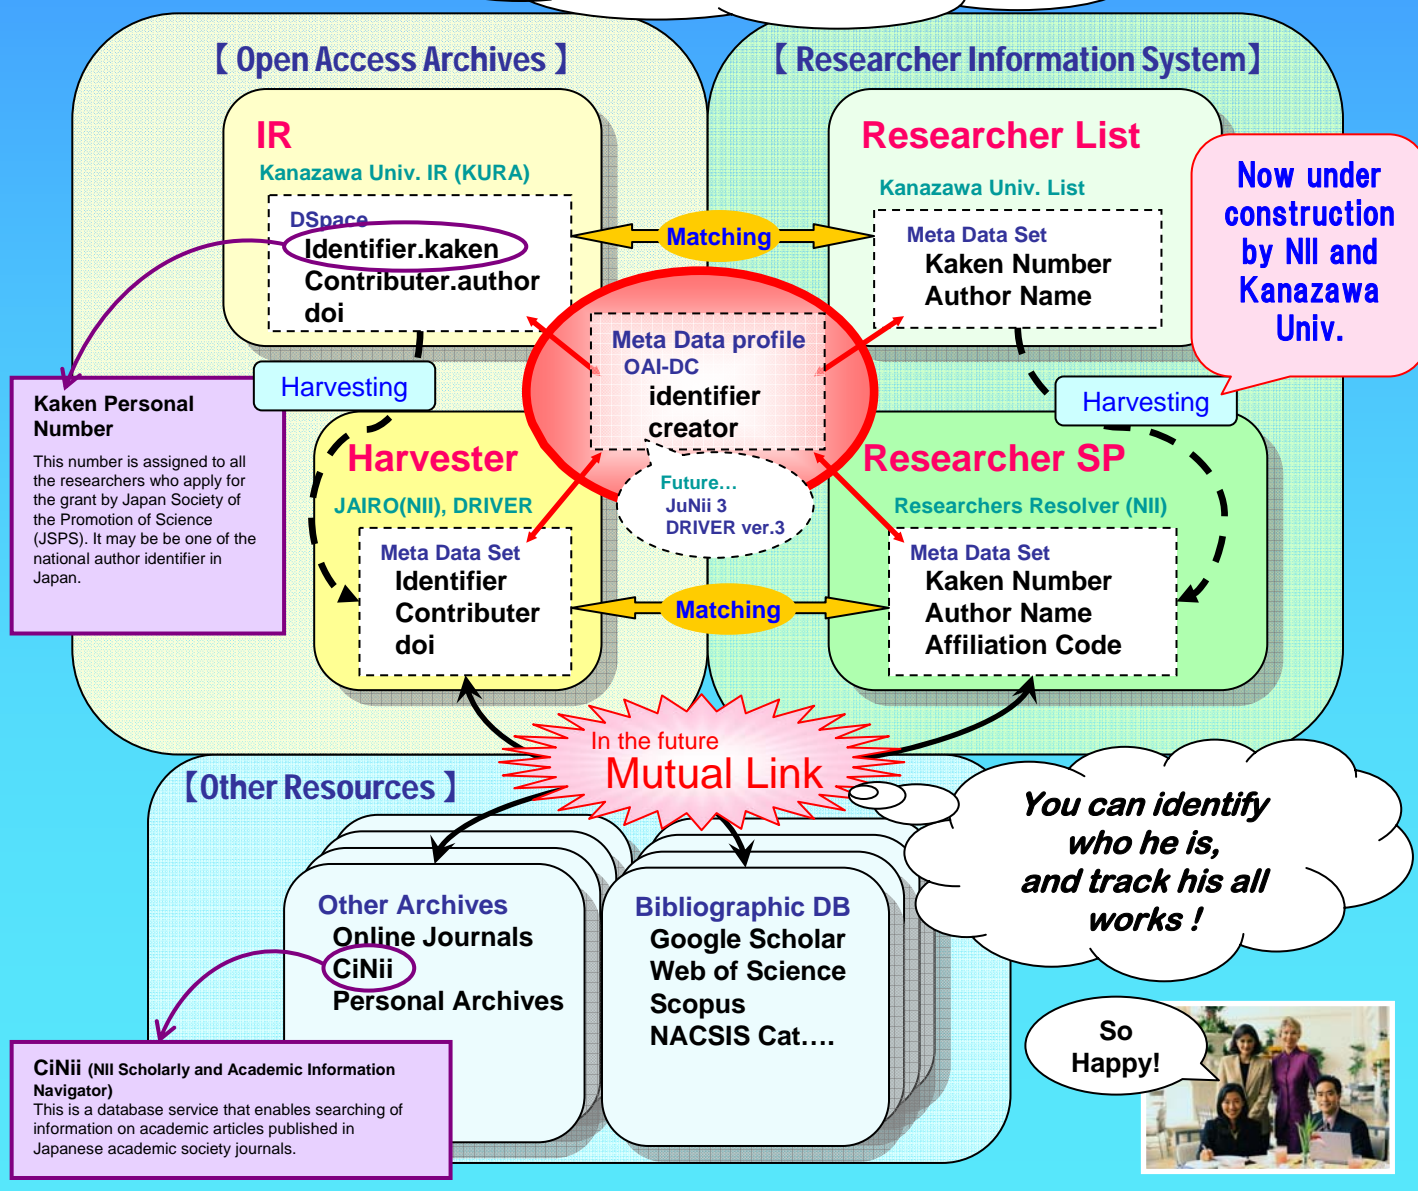 【 Open Access Archives 】
【 Researcher Information System】
IR
Kanazawa Univ. IR (KURA)
DSpace
Identifier.kaken
Contributer.author
doi
Matching
Researcher List
Kanazawa Univ. List
Meta Data Set
Kaken Number
Author Name
Now under
construction
by NII and
Kanazawa
Univ.
Meta Data profile
OAI-DC
identifier
creator
Future…
JuNii 3
DRIVER ver.3
Harvesting
Harvesting
Kaken Personal
Number
This number is assigned to all
the researchers who apply for
the grant by Japan Society of
the Promotion of Science
(JSPS). It may be be one of the
national author identifier in
Japan.
Harvester
JAIRO(NII), DRIVER
Meta Data Set
Identifier
Contributer
doi
Matching
Researcher SP
Researchers Resolver (NII)
Meta Data Set
Kaken Number
Author Name
Affiliation Code
In the future
Mutual Link
【Other Resources 】
Other Archives
Online Journals
CiNii
Personal Archives
Bibliographic DB
Google Scholar
Web of Science
Scopus
NACSIS Cat….
You can identify
who he is,
and track his all
works !
So
Happy!
CiNii (NII Scholarly and Academic Information
Navigator)
This is a database service that enables searching of
information on academic articles published in
Japanese academic society journals.